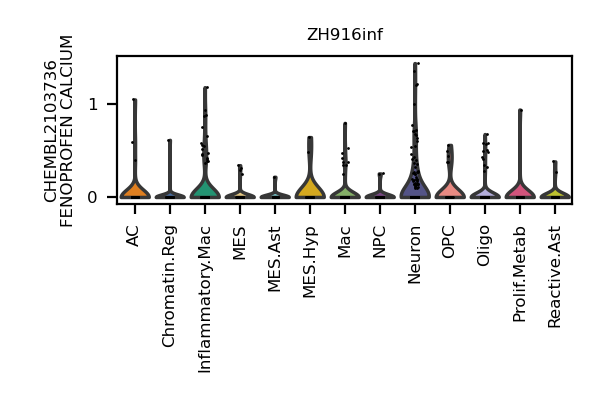 ZH916inf
CHEMBL2103736
FENOPROFEN CALCIUM
1
0
AC
Chromatin.Reg
Inflammatory.Mac
MES
MES.Ast
MES.Hyp
Mac
NPC
Neuron
OPC
Oligo
Prolif.Metab
Reactive.Ast